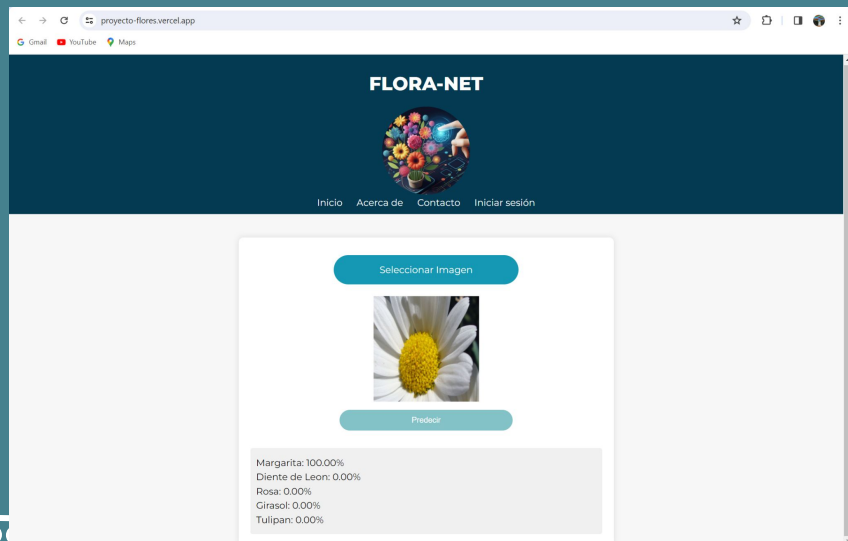 proyecto-flores.vercel.app
Gmail YouTube Maps
FLORA-NET
Inicio Acerca de Contacto Iniciar sesión
Seleccionar Imagen
Predecir
Margarita: 100.00%
Diente de Leon: 0.00%
Rosa: 0.00%
Girasol: 0.00%
Tulipan: 0.00%